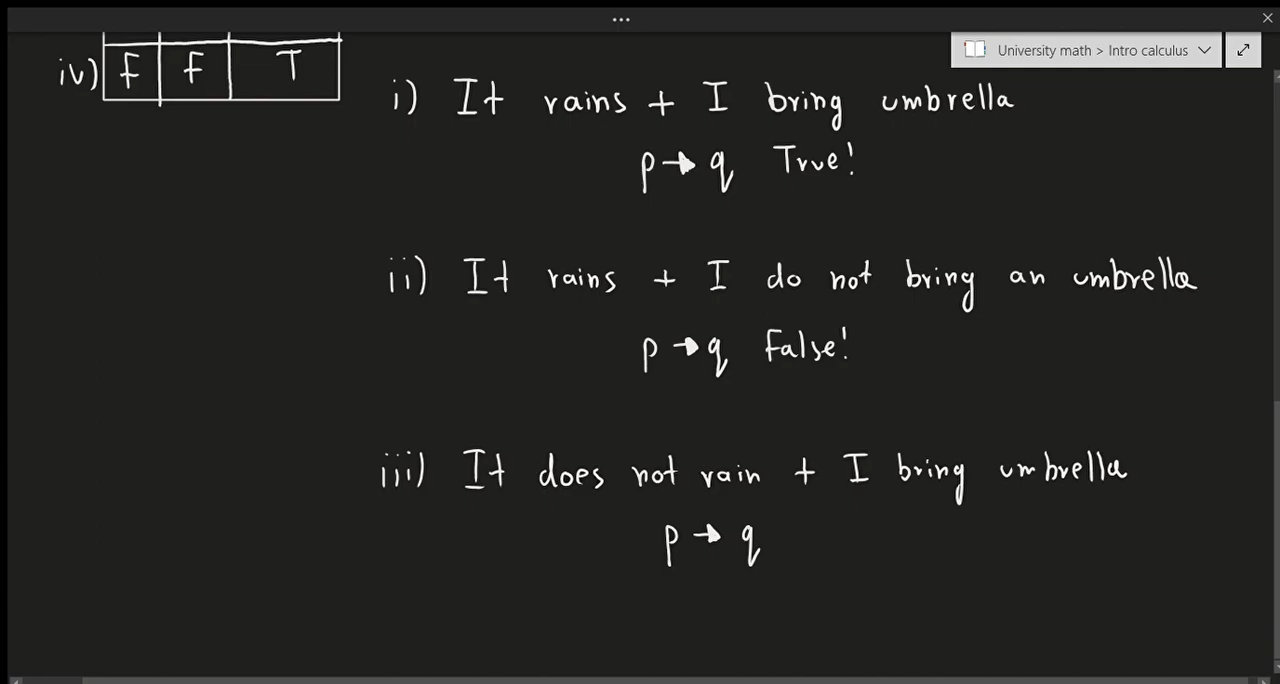 ...
University math > Intro calculus
iv) F F T
i) It rains + I bring umbrella
p → q True!
ii) It rains + I do not bring an umbrella
p → q False!
iii) It does not rain + I bring umbrella
p → q